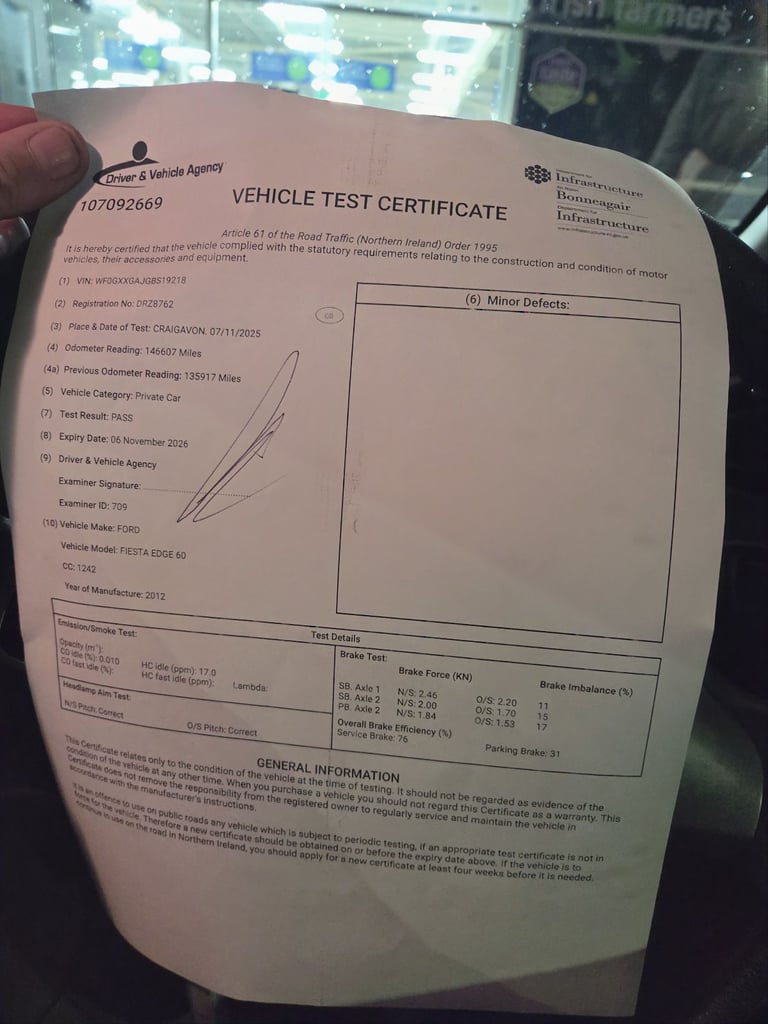 Irish farmers
Driver & Vehicle Agency
107092669
VEHICLE TEST CERTIFICATE
Department for
Infrastructure
An Roinn
Bonneagair
Department for
Infrastructure
www.infrastructure-ni.gov.uk
Article 61 of the Road Traffic (Northern Ireland) Order 1995
It is hereby certified that the vehicle complied with the statutory requirements relating to the construction and condition of motor
vehicles, their accessories and equipment.
(1) VIN: WF0GXXGAJGBS19218
(2) Registration No: DRZ8762
(3) Place & Date of Test: CRAIGAVON. 07/11/2025
(4) Odometer Reading: 146607 Miles
(4a) Previous Odometer Reading: 135917 Miles
(5) Vehicle Category: Private Car
(7) Test Result: PASS
(8) Expiry Date: 06 November 2026
(9) Driver & Vehicle Agency
Examiner Signature:
Examiner ID: 709
(10) Vehicle Make: FORD
Vehicle Model: FIESTA EDGE 60
CC: 1242
Year of Manufacture: 2012
GB
(6) Minor Defects:
Test Details
Emission/Smoke Test:
Opacity (m⁻¹):
CO idle (%): 0.010 HC idle (ppm): 17.0
CO fast idle (%): HC fast idle (ppm): Lambda:
Headlamp Aim Test:
N/S Pitch: Correct O/S Pitch: Correct
Brake Test:
Brake Force (KN) Brake Imbalance (%)
SB. Axle 1 N/S: 2.46 O/S: 2.20 11
SB. Axle 2 N/S: 2.00 O/S: 1.70 15
PB. Axle 2 N/S: 1.84 O/S: 1.53 17
Overall Brake Efficiency (%)
Service Brake: 76 Parking Brake: 31
GENERAL INFORMATION
This Certificate relates only to the condition of the vehicle at the time of testing. It should not be regarded as evidence of the
condition of the vehicle at any other time. When you purchase a vehicle you should not regard this Certificate as a warranty. This
Certificate does not remove the responsibility from the registered owner to regularly service and maintain the vehicle in
accordance with the manufacturer's instructions.
It is an offence to use on public roads any vehicle which is subject to periodic testing, if an appropriate test certificate is not in
force for the vehicle. Therefore a new certificate should be obtained on or before the expiry date above. If the vehicle is to
continue in use on the road in Northern Ireland, you should apply for a new certificate at least four weeks before it is needed.